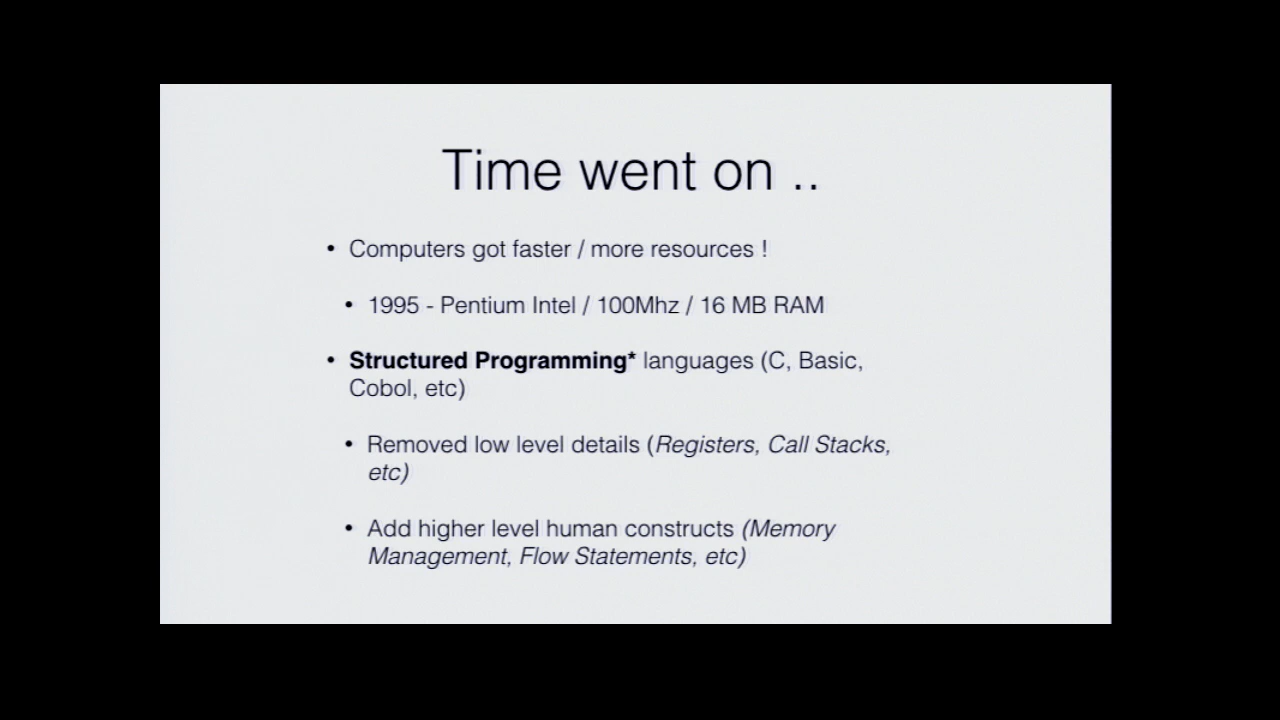 Time went on ..
• Computers got faster / more resources !
• 1995 - Pentium Intel / 100Mhz / 16 MB RAM
• Structured Programming* languages (C, Basic,
Cobol, etc)
• Removed low level details (Registers, Call Stacks,
etc)
• Add higher level human constructs (Memory
Management, Flow Statements, etc)